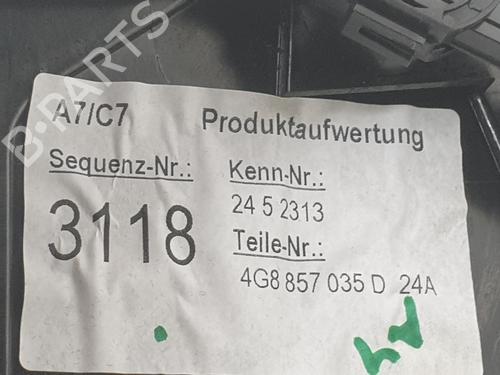 B-PARTS
A7/C7 Produktaufwertung
Sequenz-Nr.: Kenn-Nr.:
3118 24 5 2313
Teile-Nr.:
4G8 857 035 D 24A